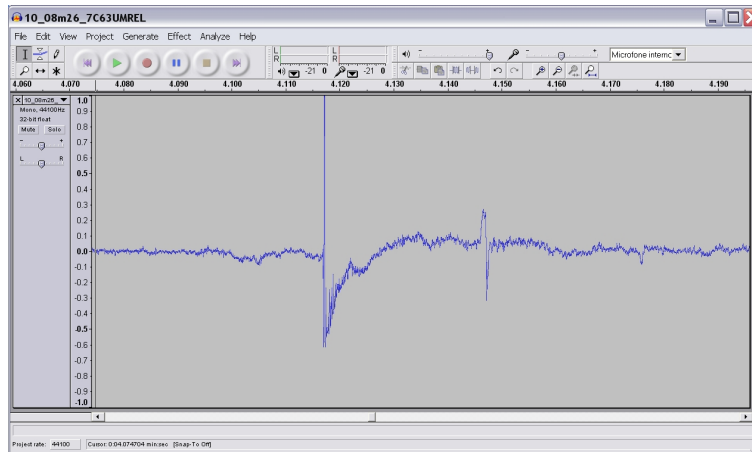 10_08m26_7C63UMREL
File Edit View Project Generate Effect Analyze Help
L R -21 0 L R -21 0 - + - + Microfone internc
4.060 4.070 4.080 4.090 4.100 4.110 4.120 4.130 4.140 4.150 4.160 4.170 4.180 4.190
X 10_08m26_
Mono, 44100Hz
32-bit float
Mute Solo
- +
L R
1.0
0.9
0.8
0.7
0.6
0.5
0.4
0.3
0.2
0.1
0.0
-0.1
-0.2
-0.3
-0.4
-0.5
-0.6
-0.7
-0.8
-0.9
-1.0
Project rate: 44100 Cursor: 0:04.074704 min:sec [Snap-To Off]